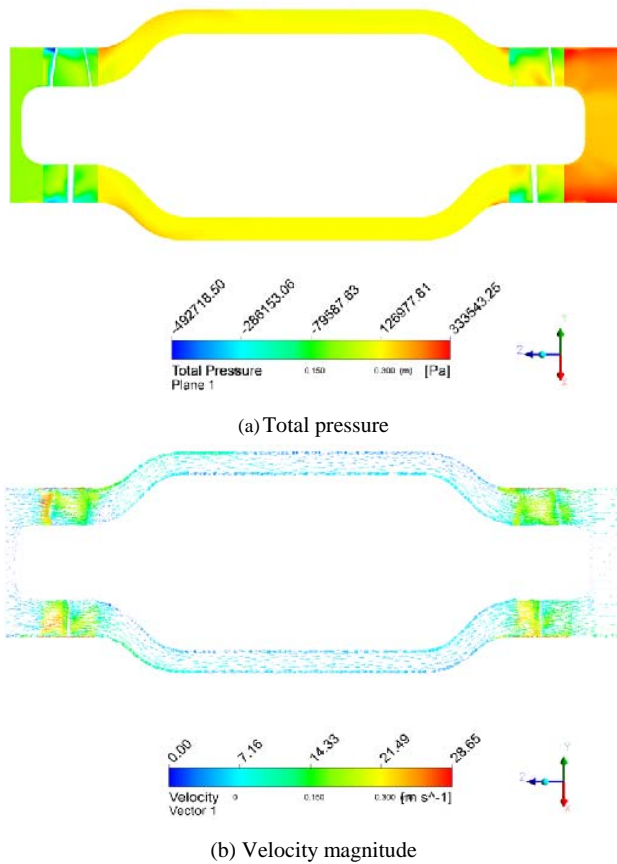 -492718.50 -286153.06 -79587.63 126977.81 333543.25
Total Pressure 0.150 0.300 (m) [Pa]
Plane 1
Z Y
(a) Total pressure
0.00 7.16 14.33 21.49 28.65
Velocity 0 0.150 0.300 (m) [m s^-1]
Vector 1
Z Y X
(b) Velocity magnitude